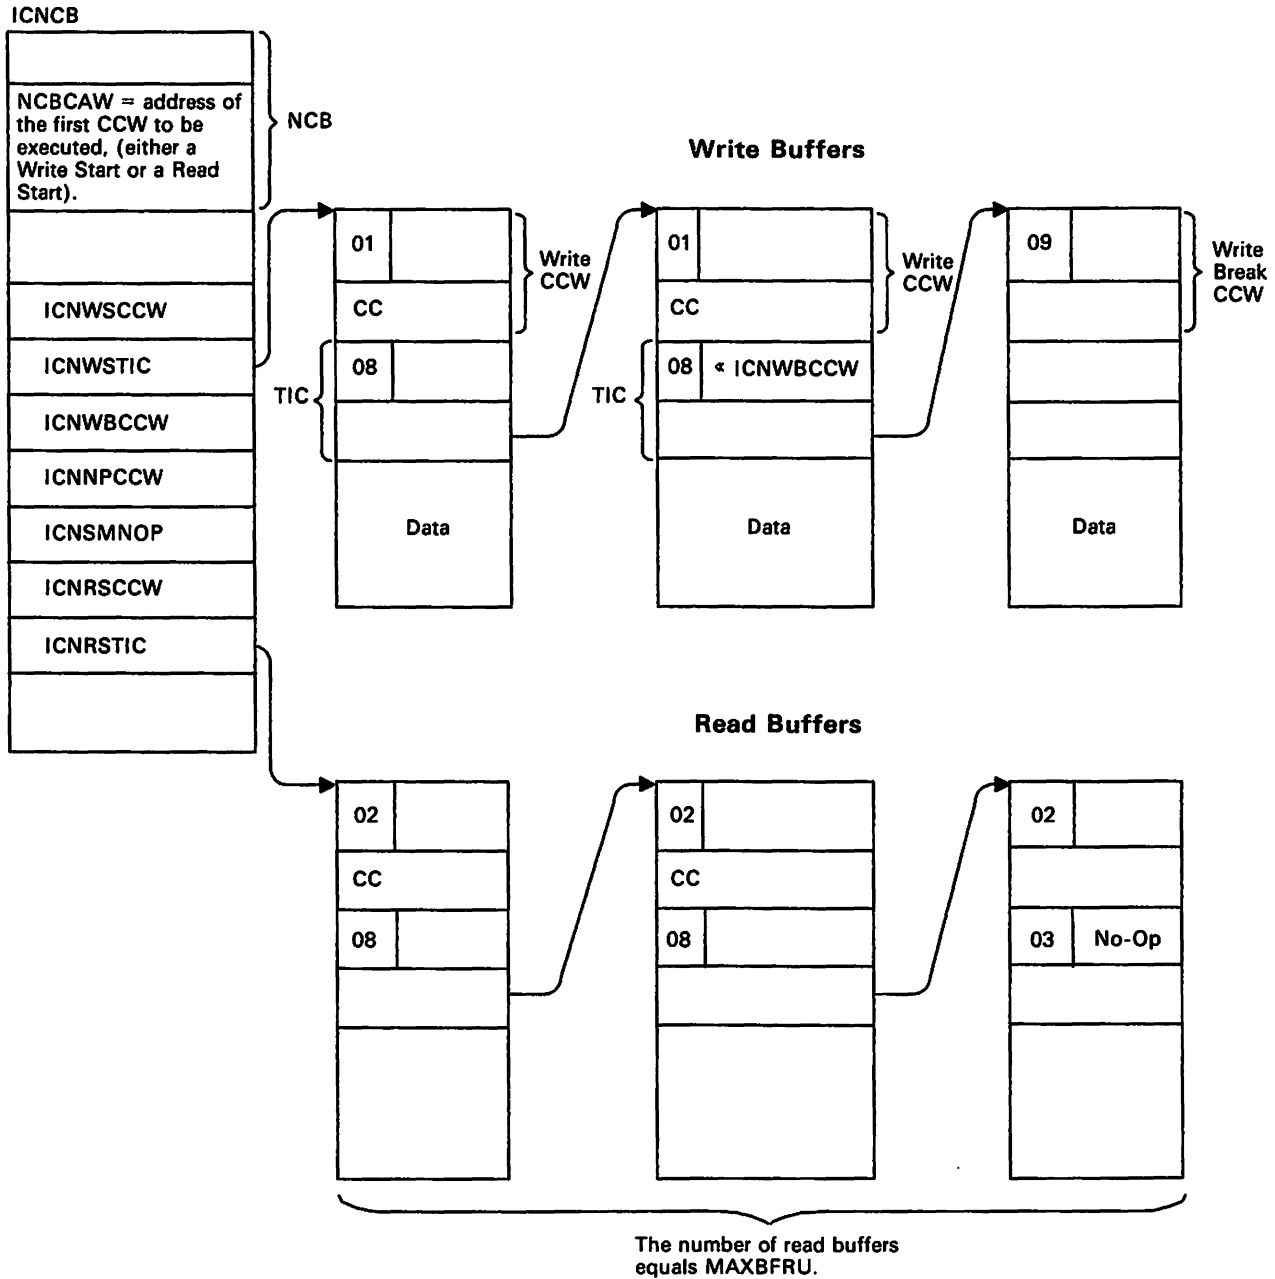 ICNCB
NCBCAW = address of
the first CCW to be
executed, (either a
Write Start or a Read
Start).
NCB
ICNWSCCW
ICNWSTIC
ICNWBCCW
ICNNPCCW
ICNSMNOP
ICNRSCCW
ICNRSTIC
Write Buffers
01
CC
08
Data
Write
CCW
TIC
01
CC
08 « ICNWBCCW
Data
Write
CCW
TIC
09
Data
Write
Break
CCW
Read Buffers
02
CC
08
02
CC
08
02
03 No-Op
The number of read buffers
equals MAXBFRU.